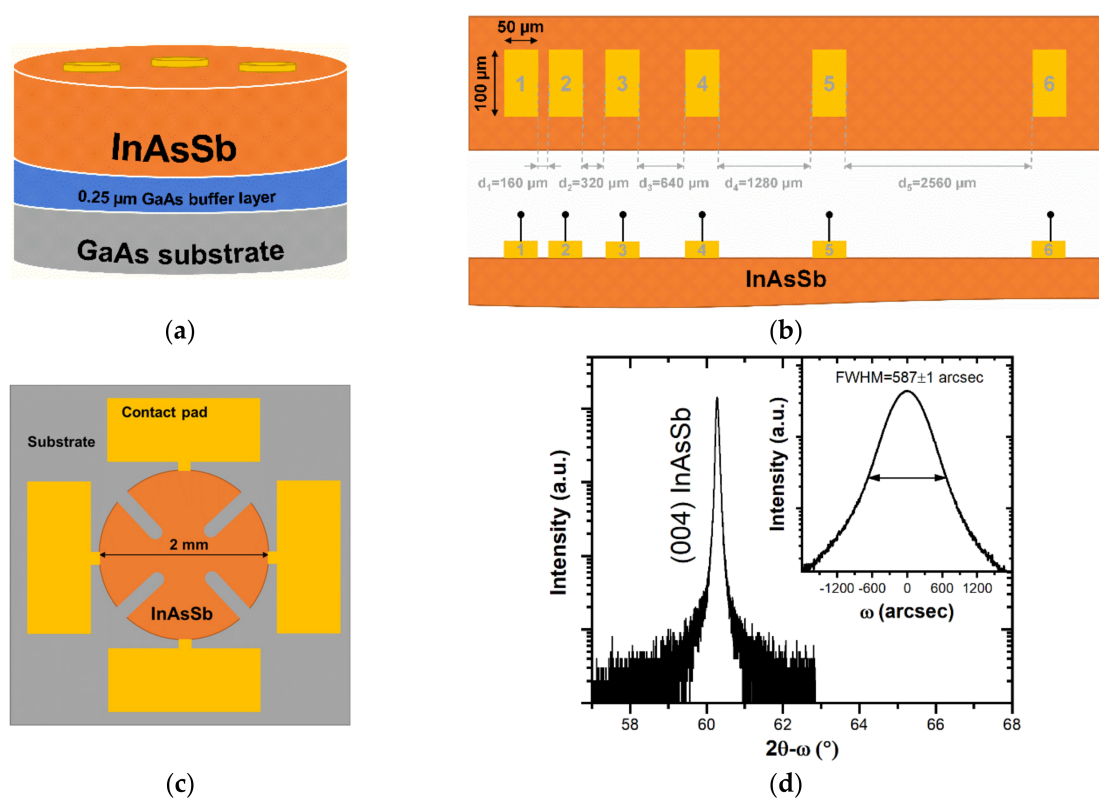 InAsSb
0.25 µm GaAs buffer layer
GaAs substrate
(a)
50 µm
100 µm
1 2 3 4 5 6
d₁=160 µm d₂=320 µm d₃=640 µm d₄=1280 µm d₅=2560 µm
1 2 3 4 5 6
InAsSb
(b)
Contact pad
Substrate
2 mm
InAsSb
(c)
Intensity (a.u.)
(004) InAsSb
58 60 62 64 66 68
2θ-ω (°)
FWHM=587±1 arcsec
Intensity (a.u.)
-1200 -600 0 600 1200
ω (arcsec)
(d)